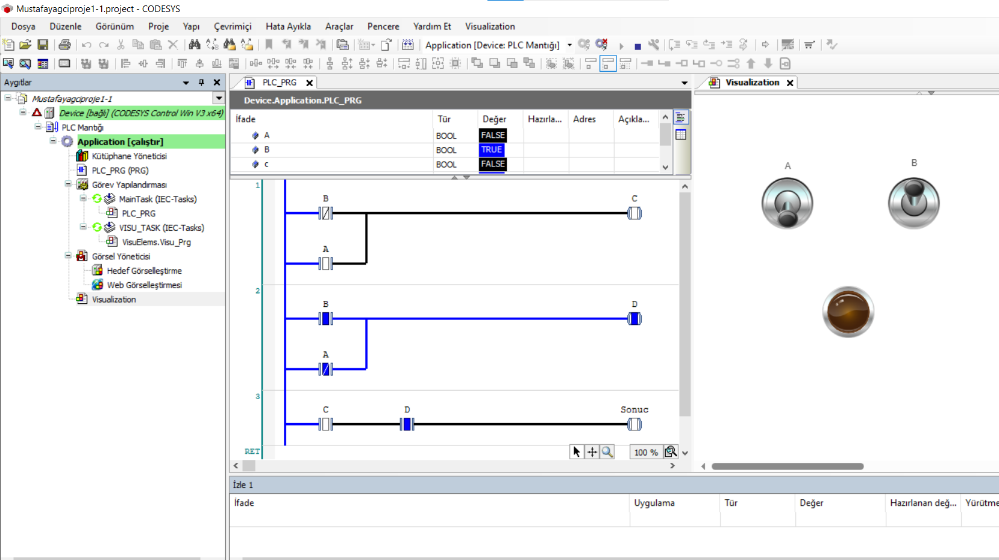 Mustafayagciproje1-1.project - CODESYS
Dosya Düzenle Görünüm Proje Yapı Çevrimiçi Hata Ayıkla Araçlar Pencere Yardım Et Visualization
Application [Device: PLC Mantığı]
Aygıtlar
Mustafayagciproje1-1
Device [bağlı] (CODESYS Control Win V3 x64)
PLC Mantığı
Application [çalıştır]
Kütüphane Yöneticisi
PLC_PRG (PRG)
Görev Yapılandırması
MainTask (IEC-Tasks)
PLC_PRG
VISU_TASK (IEC-Tasks)
VisuElems.Visu_Prg
Görsel Yöneticisi
Hedef Görselleştirme
Web Görselleştirmesi
Visualization
PLC_PRG
Device.Application.PLC_PRG
İfade Tür Değer Hazırla... Adres Açıkla...
A BOOL FALSE
B BOOL TRUE
c BOOL FALSE
1
B C
A
2
B D
A
3
C D Sonuc
RET
100 %
Visualization
A B
İzle 1
İfade Uygulama Tür Değer Hazırlanan değ... Yürütme